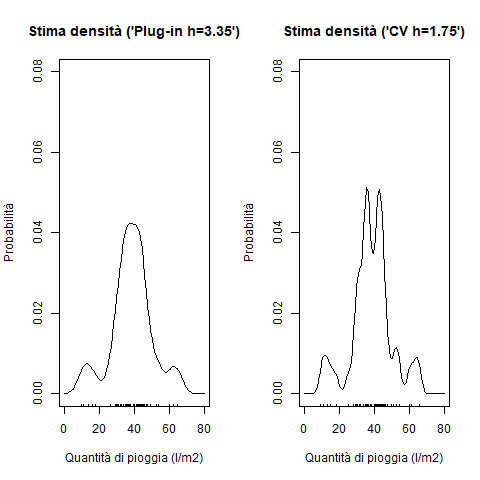 Stima densità ('Plug-in h=3.35')
Probabilità
0.00 0.02 0.04 0.06 0.08
0 20 40 60 80
Quantità di pioggia (l/m2)
Stima densità ('CV h=1.75')
Probabilità
0.00 0.02 0.04 0.06 0.08
0 20 40 60 80
Quantità di pioggia (l/m2)